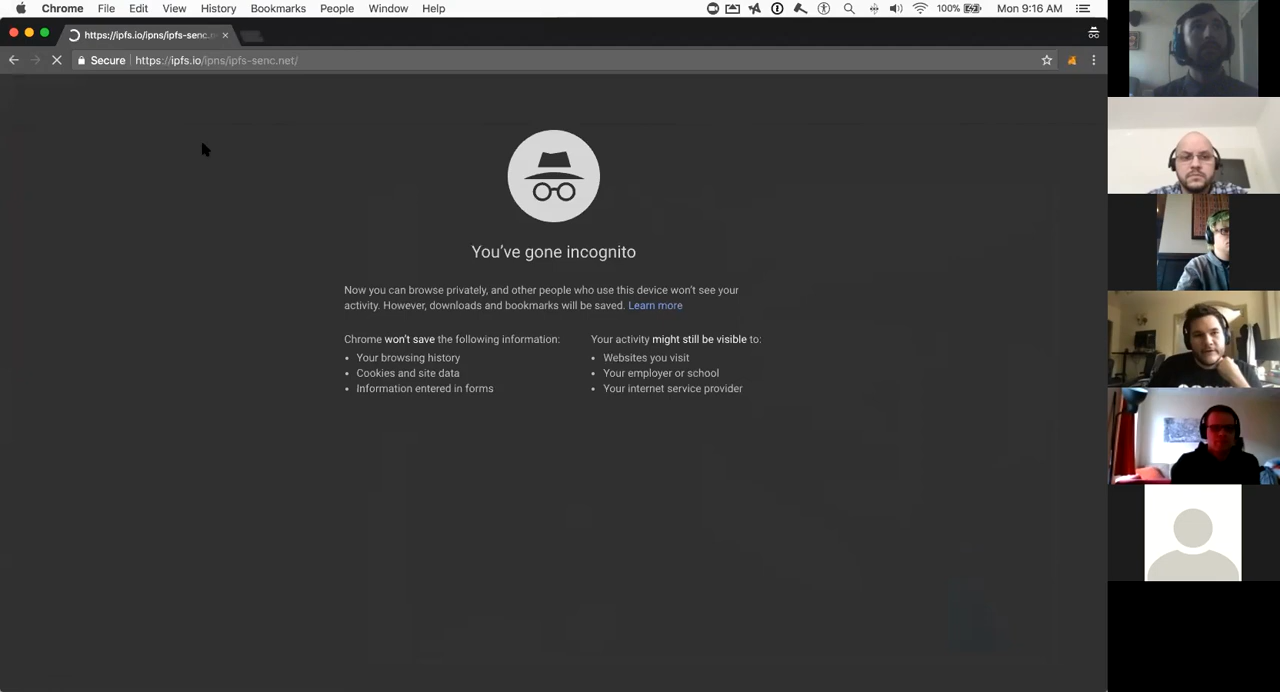 Chrome File Edit View History Bookmarks People Window Help 100% Mon 9:16 AM
https://ipfs.io/ipns/ipfs-senc.n
Secure https://ipfs.io/ipns/ipfs-senc.net/
You've gone incognito
Now you can browse privately, and other people who use this device won't see your
activity. However, downloads and bookmarks will be saved. Learn more
Chrome won't save the following information:
• Your browsing history
• Cookies and site data
• Information entered in forms
Your activity might still be visible to:
• Websites you visit
• Your employer or school
• Your internet service provider